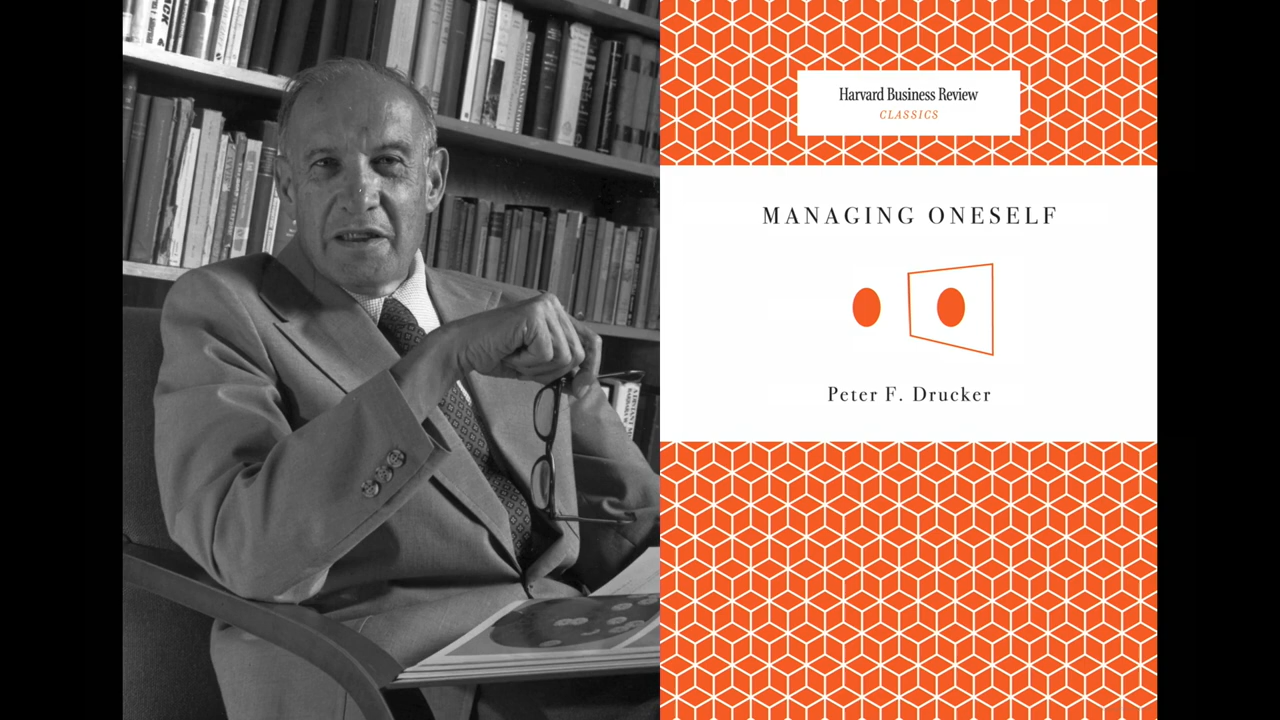 Harvard Business Review
CLASSICS
MANAGING ONESELF
Peter F. Drucker